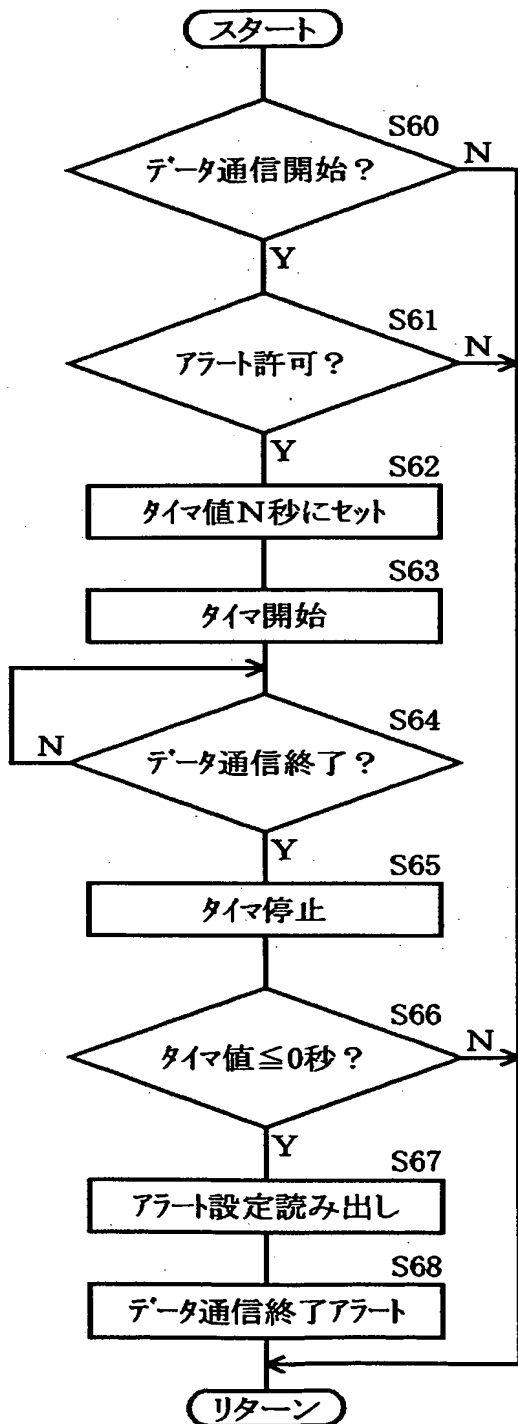 スタート
S60
データ通信開始？
N
Y
S61
アラート許可？
N
Y
S62
タイマ値N秒にセット
S63
タイマ開始
S64
データ通信終了？
N
Y
S65
タイマ停止
S66
タイマ値≦0秒？
N
Y
S67
アラート設定読み出し
S68
データ通信終了アラート
リターン